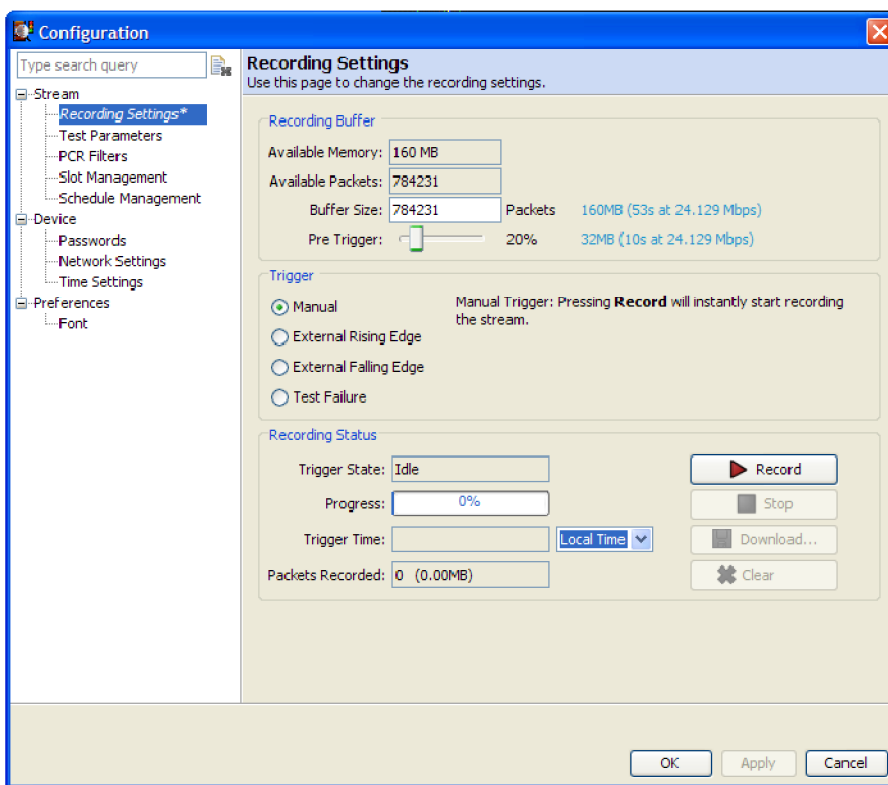 Configuration
Type search query
Stream
Recording Settings*
Test Parameters
PCR Filters
Slot Management
Schedule Management
Device
Passwords
Network Settings
Time Settings
Preferences
Font
Recording Settings
Use this page to change the recording settings.
Recording Buffer
Available Memory: 160 MB
Available Packets: 784231
Buffer Size: 784231 Packets 160MB (53s at 24.129 Mbps)
Pre Trigger: 20% 32MB (10s at 24.129 Mbps)
Trigger
Manual
External Rising Edge
External Falling Edge
Test Failure
Manual Trigger: Pressing Record will instantly start recording
the stream.
Recording Status
Trigger State: Idle
Progress: 0%
Trigger Time: Local Time
Packets Recorded: 0 (0.00MB)
Record
Stop
Download...
Clear
OK
Apply
Cancel